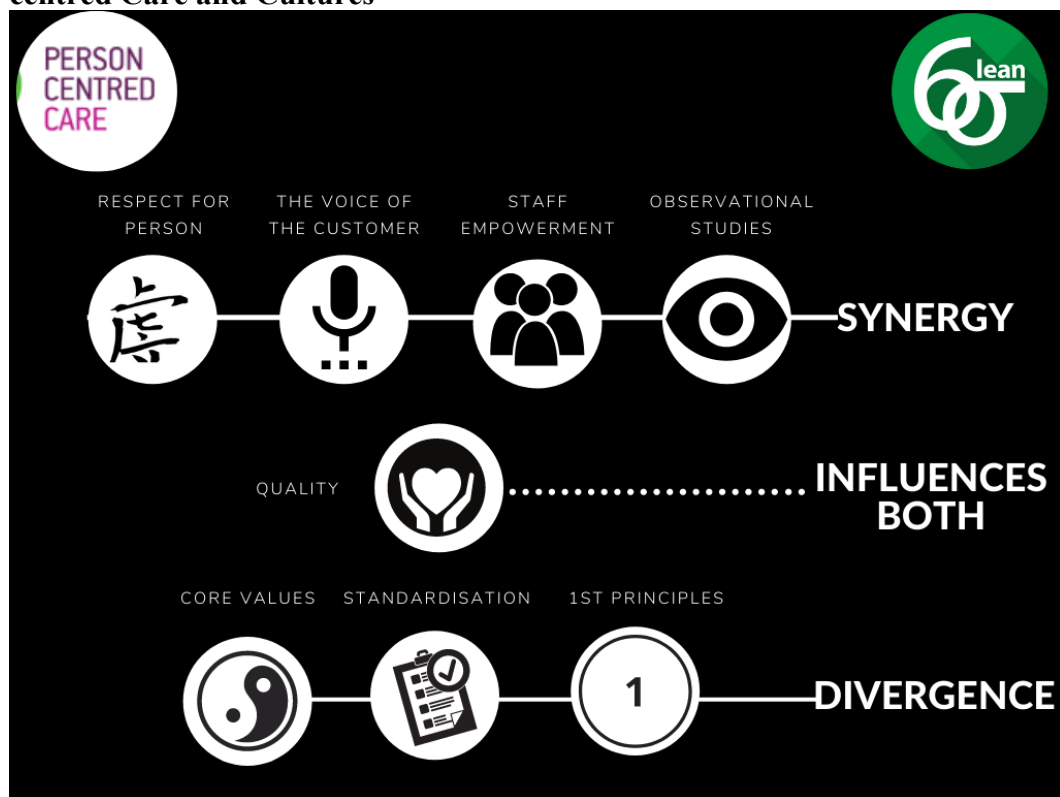 centred Care and Cultures
PERSON
CENTRED
CARE
6σ lean
RESPECT FOR
PERSON
THE VOICE OF
THE CUSTOMER
STAFF
EMPOWERMENT
OBSERVATIONAL
STUDIES
SYNERGY
QUALITY
INFLUENCES
BOTH
CORE VALUES
STANDARDISATION
1ST PRINCIPLES
1
DIVERGENCE